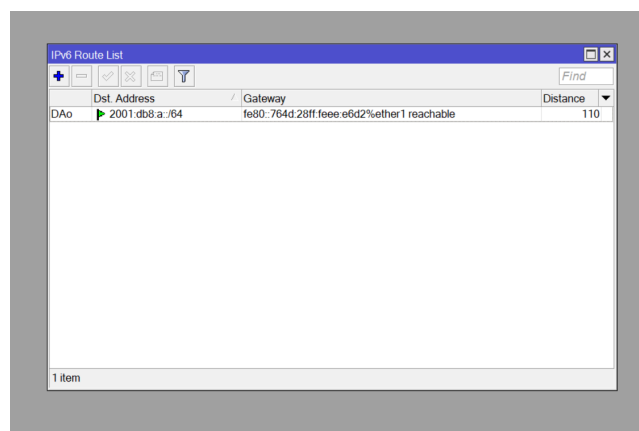 IPv6 Route List
Find
Dst. Address Gateway Distance
DAo 2001:db8:a::/64 fe80::764d:28ff:feee:e6d2%ether1 reachable 110
1 item